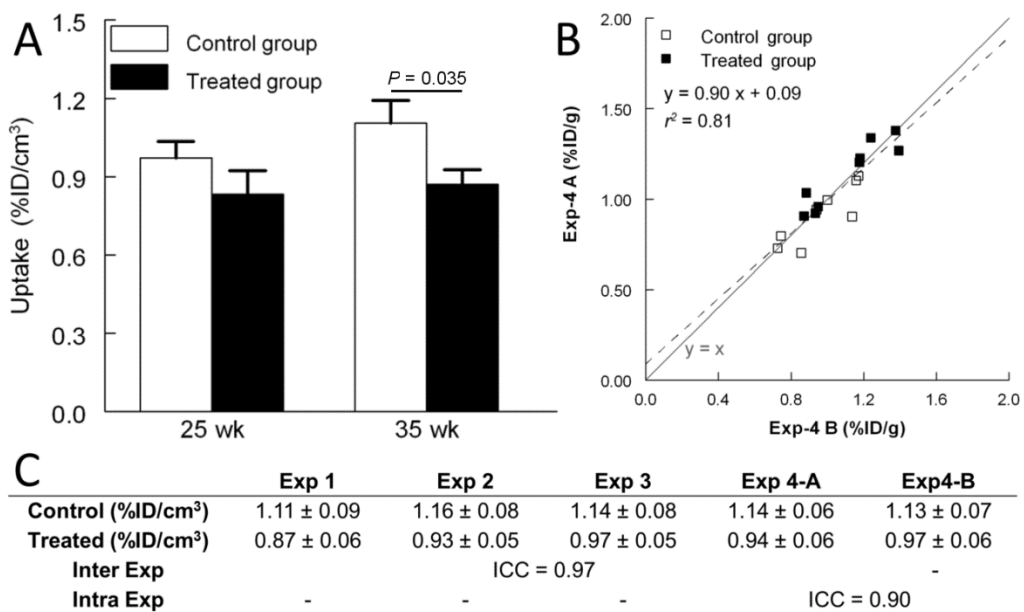 A
1.5
1.2
0.9
0.6
0.3
0.0
Uptake (%ID/cm³)
Control group
Treated group
P = 0.035
25 wk
35 wk
B
2.00
1.50
1.00
0.50
0.00
Exp-4 A (%ID/g)
Control group
Treated group
y = 0.90 x + 0.09
r² = 0.81
y = x
0.0 0.4 0.8 1.2 1.6 2.0
Exp-4 B (%ID/g)
C
Exp 1 Exp 2 Exp 3 Exp 4-A Exp4-B
Control (%ID/cm³) 1.11 ± 0.09 1.16 ± 0.08 1.14 ± 0.08 1.14 ± 0.06 1.13 ± 0.07
Treated (%ID/cm³) 0.87 ± 0.06 0.93 ± 0.05 0.97 ± 0.05 0.94 ± 0.06 0.97 ± 0.06
Inter Exp ICC = 0.97 -
Intra Exp - - - ICC = 0.90